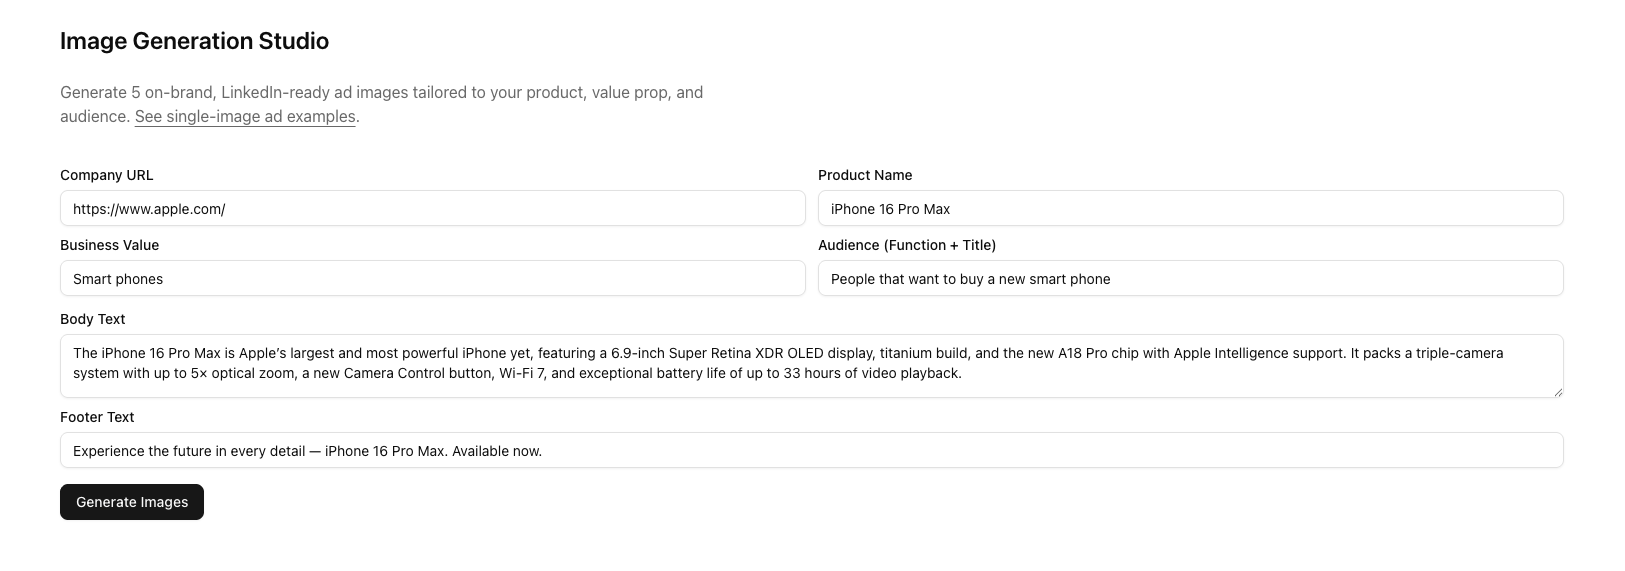 Image Generation Studio
Generate 5 on-brand, LinkedIn-ready ad images tailored to your product, value prop, and
audience. See single-image ad examples.
Company URL
https://www.apple.com/
Product Name
iPhone 16 Pro Max
Business Value
Smart phones
Audience (Function + Title)
People that want to buy a new smart phone
Body Text
The iPhone 16 Pro Max is Apple’s largest and most powerful iPhone yet, featuring a 6.9-inch Super Retina XDR OLED display, titanium build, and the new A18 Pro chip with Apple Intelligence support. It packs a triple-camera
system with up to 5× optical zoom, a new Camera Control button, Wi-Fi 7, and exceptional battery life of up to 33 hours of video playback.
Footer Text
Experience the future in every detail — iPhone 16 Pro Max. Available now.
Generate Images